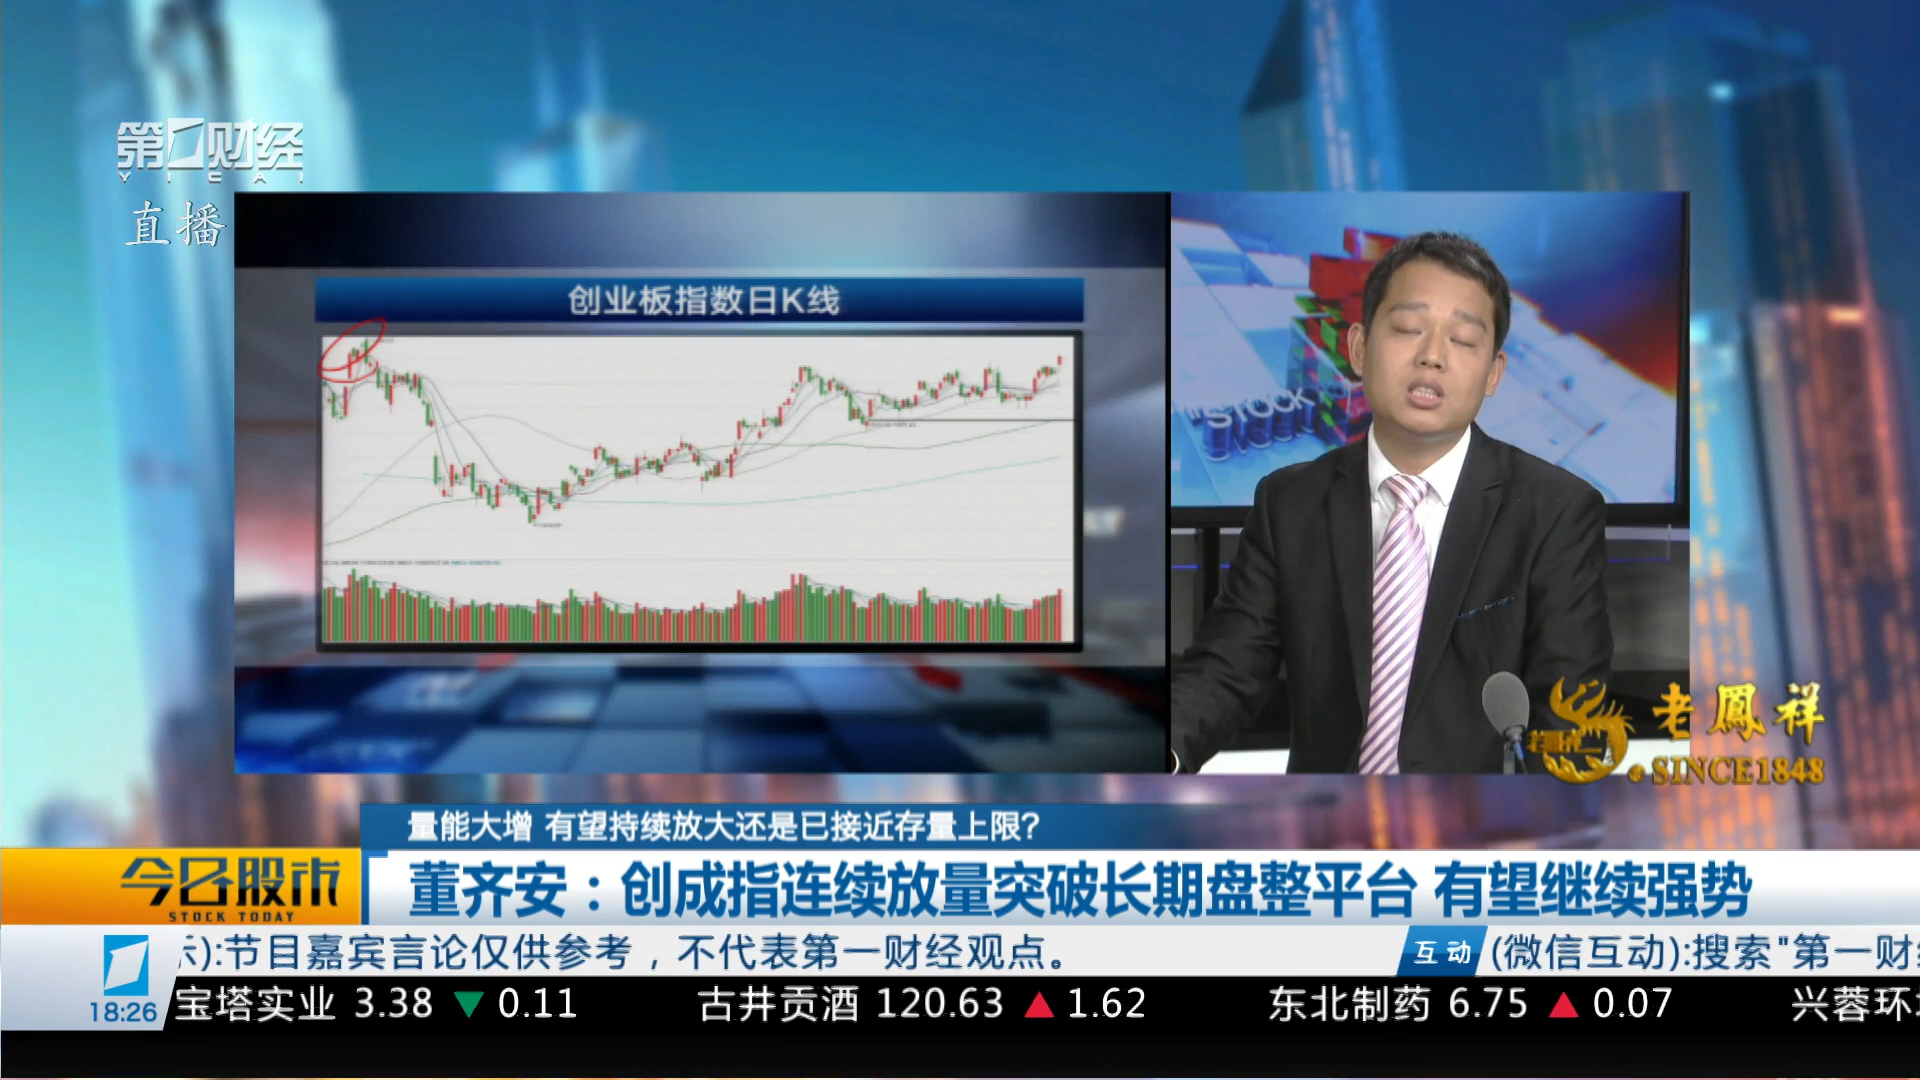 第一财经
YICAI
直播
创业板指数日K线
"STOCK
老鳳祥
SINCE1848
量能大增 有望持续放大还是已接近存量上限?
今日股市
STOCK TODAY
董齐安：创成指连续放量突破长期盘整平台 有望继续强势
示):节目嘉宾言论仅供参考，不代表第一财经观点。
互动 (微信互动):搜索"第一财
18:26
宝塔实业 3.38 ▼ 0.11 古井贡酒 120.63 ▲ 1.62 东北制药 6.75 ▲ 0.07 兴蓉环